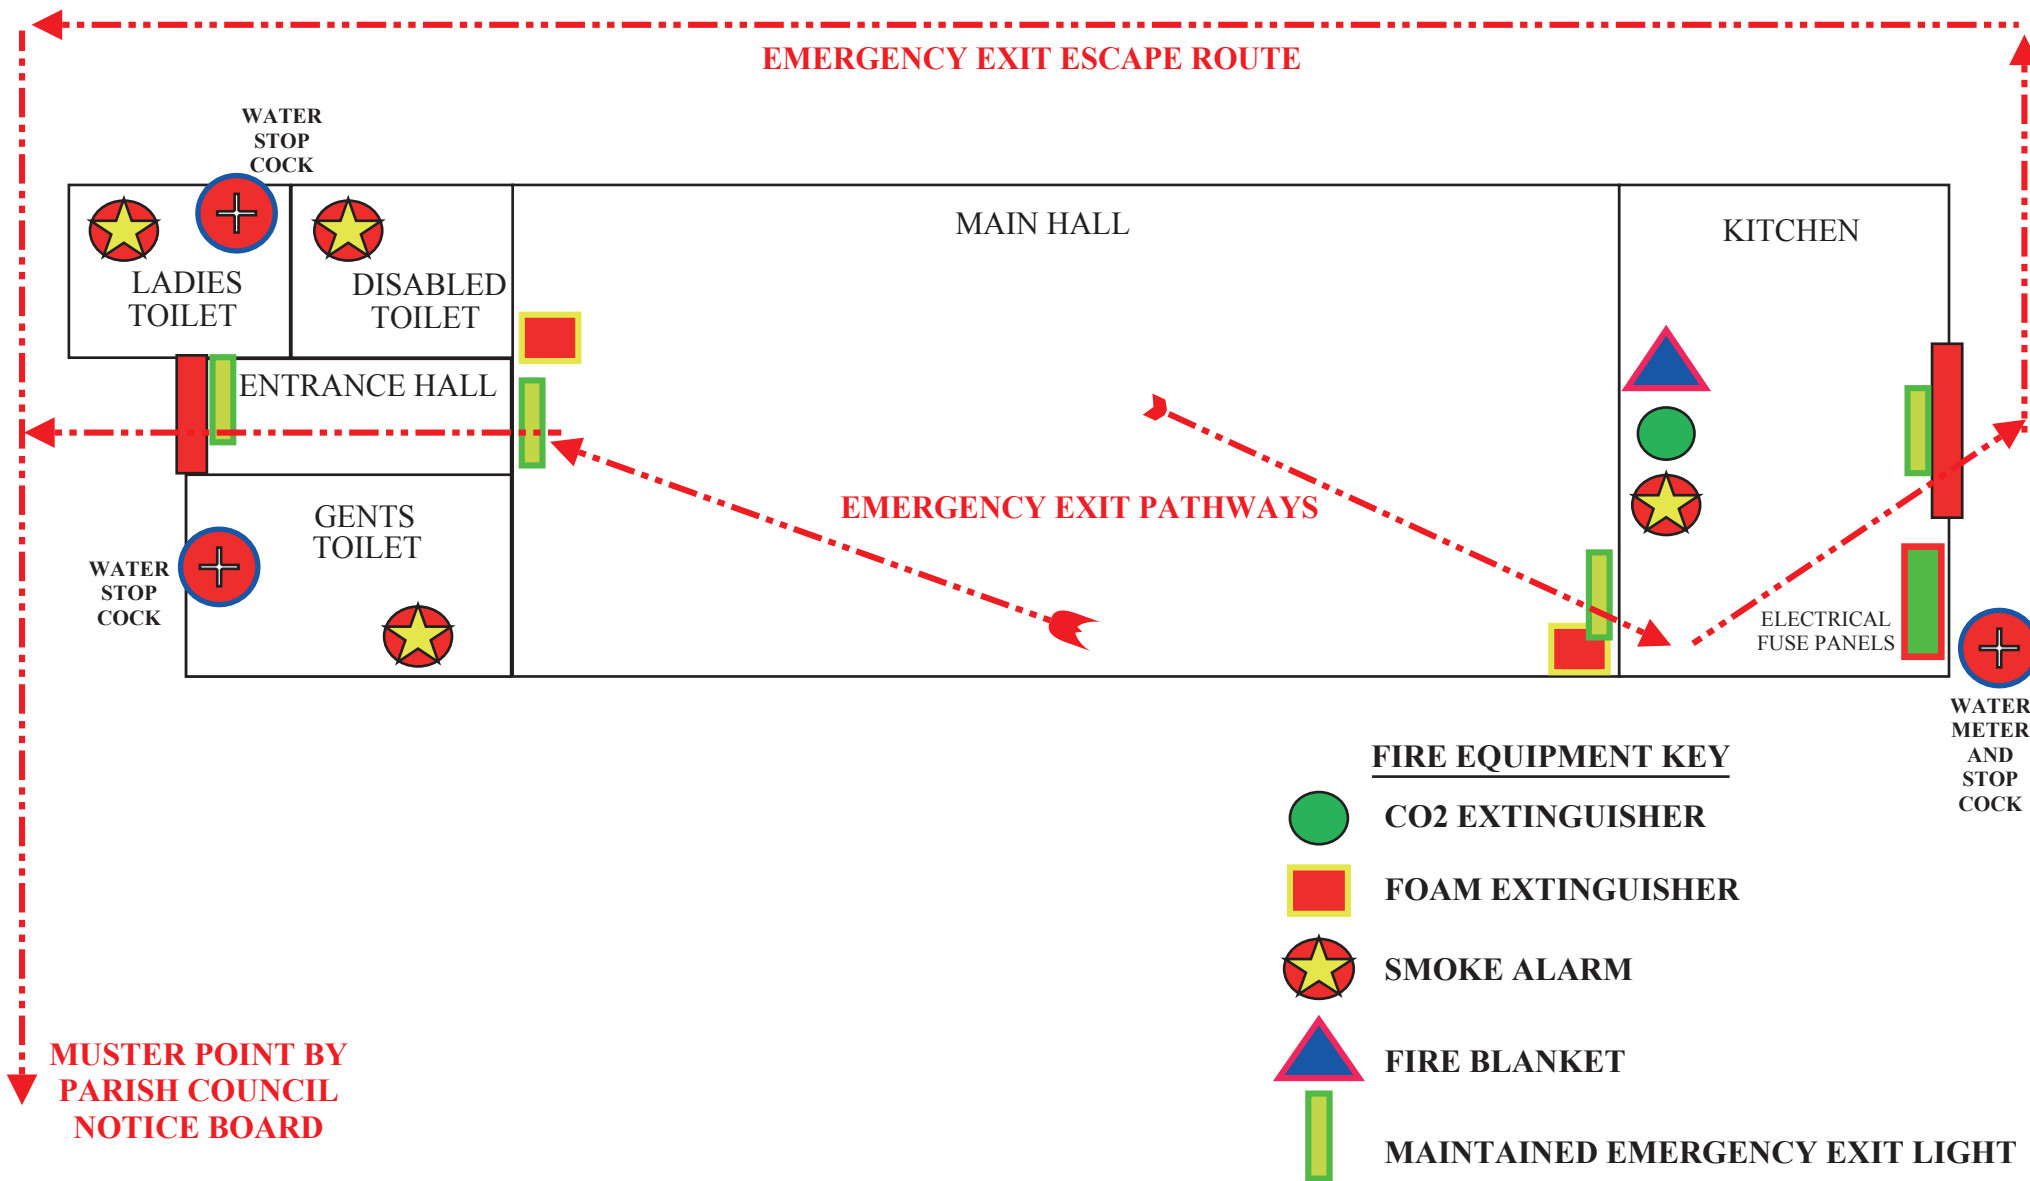 EMERGENCY EXIT ESCAPE ROUTE
WATER
STOP
COCK
MAIN HALL
KITCHEN
LADIES
TOILET
DISABLED
TOILET
ENTRANCE HALL
EMERGENCY EXIT PATHWAYS
GENTS
TOILET
WATER
STOP
COCK
ELECTRICAL
FUSE PANELS
WATER
METER
AND
STOP
COCK
FIRE EQUIPMENT KEY
CO2 EXTINGUISHER
FOAM EXTINGUISHER
SMOKE ALARM
FIRE BLANKET
MAINTAINED EMERGENCY EXIT LIGHT
MUSTER POINT BY
PARISH COUNCIL
NOTICE BOARD